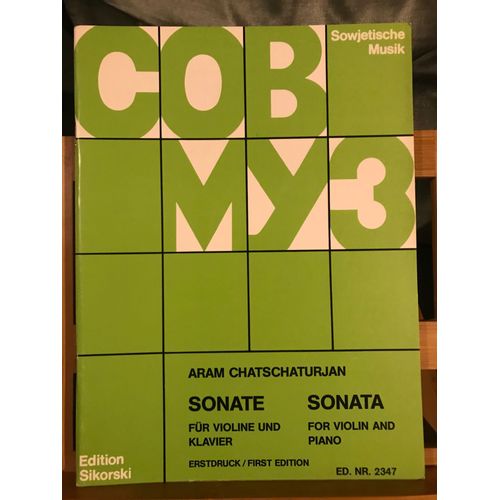 СОВ
Sowjetische
Musik
МУЗ
ARAM CHATSCHATURJAN
SONATE
FÜR VIOLINE UND
KLAVIER
SONATA
FOR VIOLIN AND
PIANO
ERSTDRUCK/FIRST EDITION
Edition
Sikorski
ED. NR. 2347